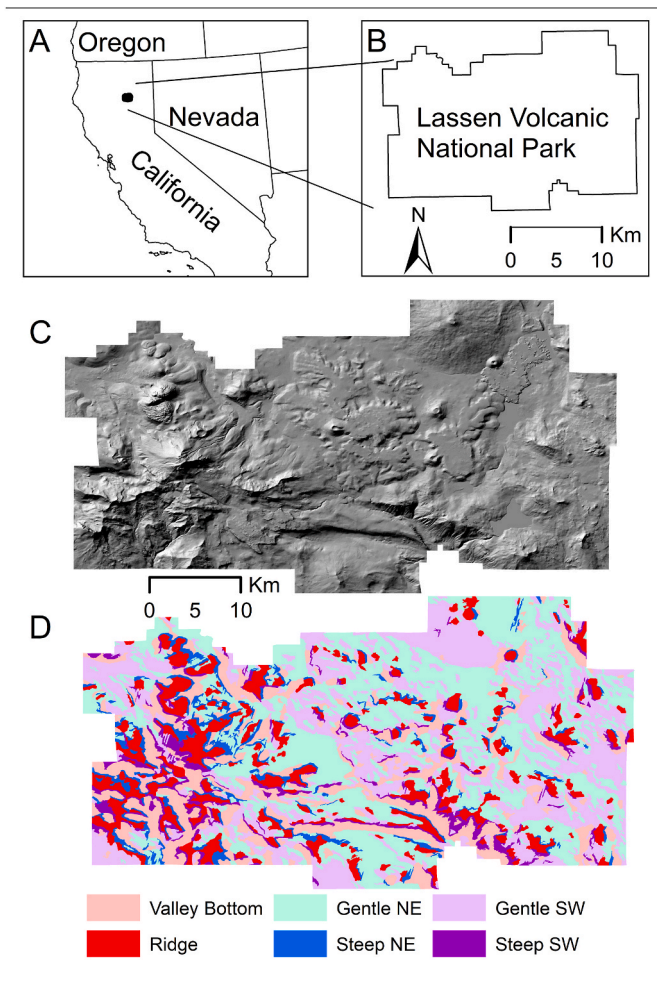 A
Oregon
Nevada
California
B
Lassen Volcanic
National Park
N
Km
0 5 10
C
Km
0 5 10
D
Valley Bottom Gentle NE Gentle SW
Ridge Steep NE Steep SW